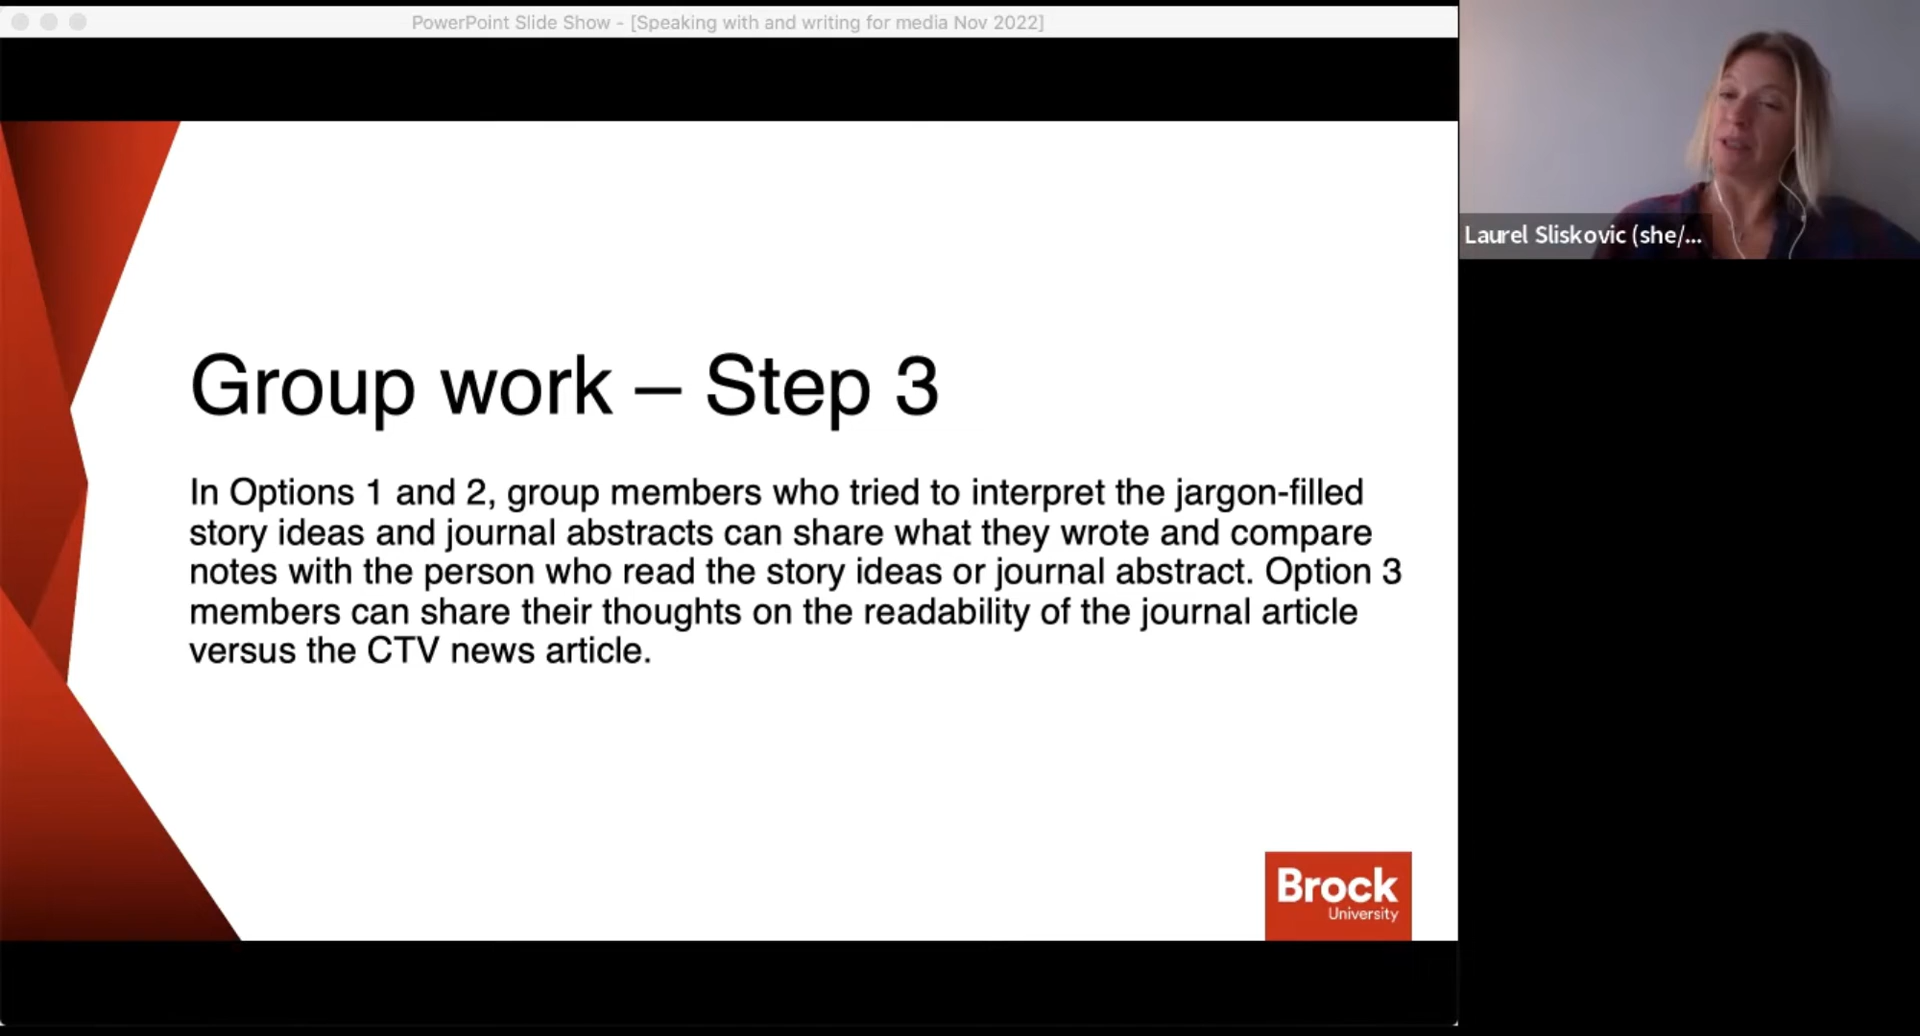 PowerPoint Slide Show - [Speaking with and writing for media Nov 2022]
Laurel Sliskovic (she/...
Group work – Step 3
In Options 1 and 2, group members who tried to interpret the jargon-filled
story ideas and journal abstracts can share what they wrote and compare
notes with the person who read the story ideas or journal abstract. Option 3
members can share their thoughts on the readability of the journal article
versus the CTV news article.
Brock
University